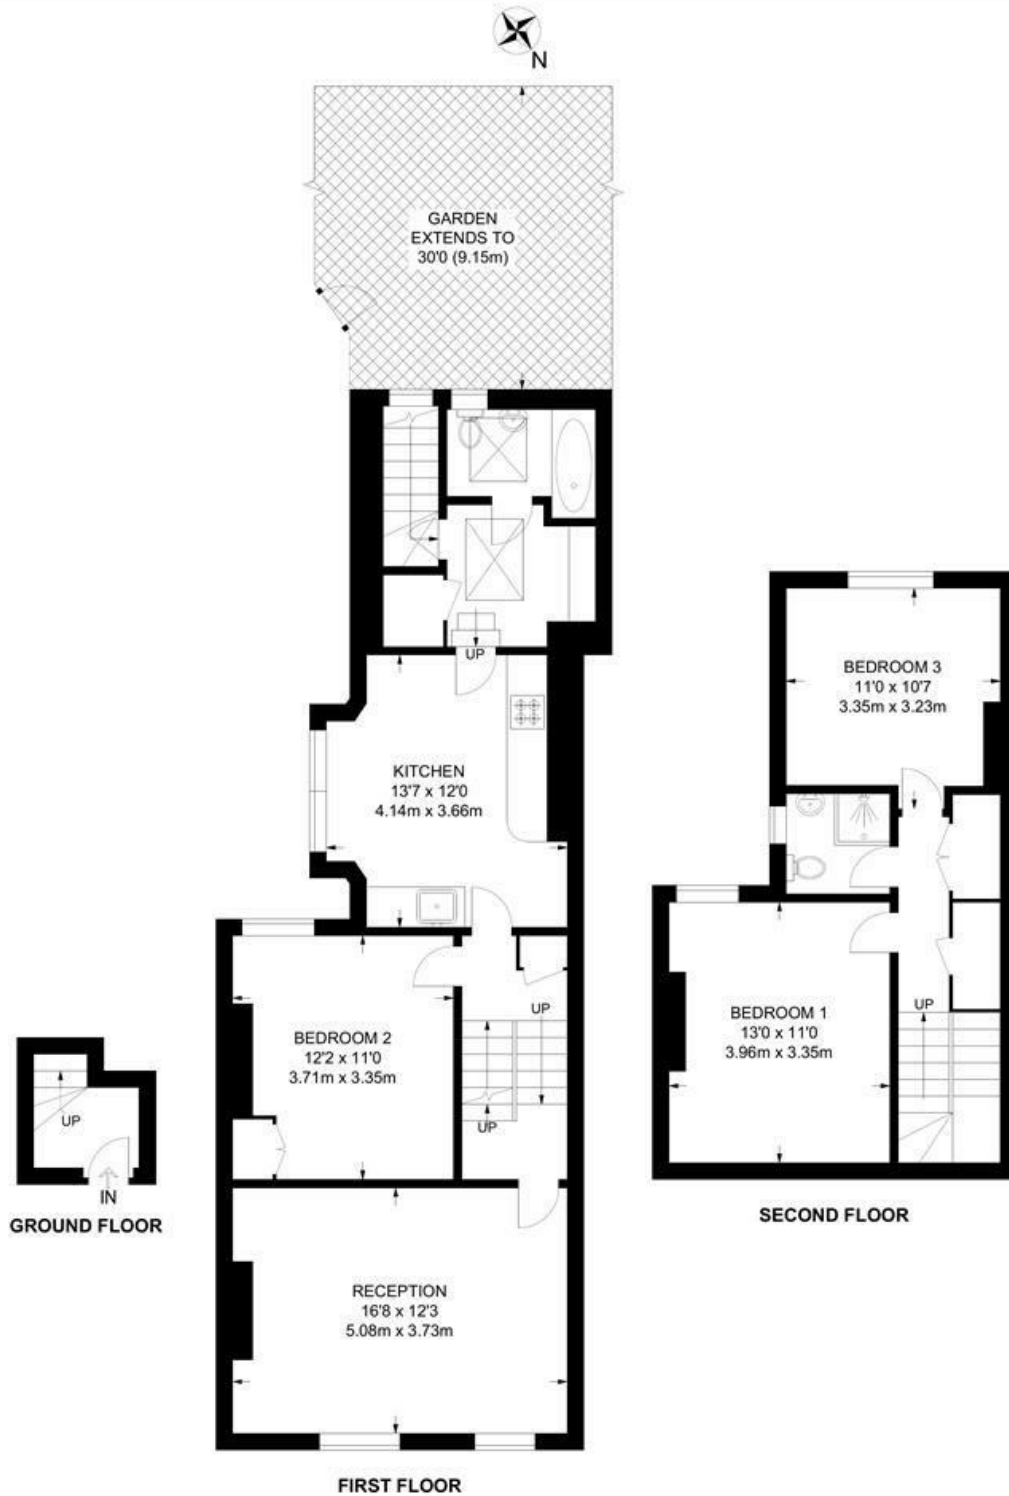 N
GARDEN
EXTENDS TO
30'0 (9.15m)
UP
KITCHEN
13'7 x 12'0
4.14m x 3.66m
BEDROOM 2
12'2 x 11'0
3.71m x 3.35m
UP
UP
RECEPTION
16'8 x 12'3
5.08m x 3.73m
FIRST FLOOR
UP
IN
GROUND FLOOR
BEDROOM 3
11'0 x 10'7
3.35m x 3.23m
BEDROOM 1
13'0 x 11'0
3.96m x 3.35m
UP
SECOND FLOOR